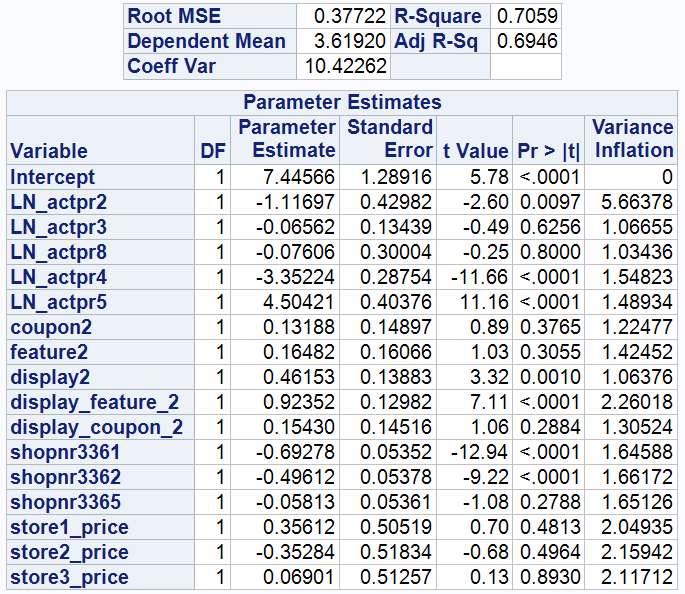 Root MSE 0.37722 R-Square 0.7059
Dependent Mean 3.61920 Adj R-Sq 0.6946
Coeff Var 10.42262
Parameter Estimates
Variable DF Parameter Estimate Standard Error t Value Pr > |t| Variance Inflation
Intercept 1 7.44566 1.28916 5.78 <.0001 0
LN_actpr2 1 -1.11697 0.42982 -2.60 0.0097 5.66378
LN_actpr3 1 -0.06562 0.13439 -0.49 0.6256 1.06655
LN_actpr8 1 -0.07606 0.30004 -0.25 0.8000 1.03436
LN_actpr4 1 -3.35224 0.28754 -11.66 <.0001 1.54823
LN_actpr5 1 4.50421 0.40376 11.16 <.0001 1.48934
coupon2 1 0.13188 0.14897 0.89 0.3765 1.22477
feature2 1 0.16482 0.16066 1.03 0.3055 1.42452
display2 1 0.46153 0.13883 3.32 0.0010 1.06376
display_feature_2 1 0.92352 0.12982 7.11 <.0001 2.26018
display_coupon_2 1 0.15430 0.14516 1.06 0.2884 1.30524
shopnr3361 1 -0.69278 0.05352 -12.94 <.0001 1.64588
shopnr3362 1 -0.49612 0.05378 -9.22 <.0001 1.66172
shopnr3365 1 -0.05813 0.05361 -1.08 0.2788 1.65126
store1_price 1 0.35612 0.50519 0.70 0.4813 2.04935
store2_price 1 -0.35284 0.51834 -0.68 0.4964 2.15942
store3_price 1 0.06901 0.51257 0.13 0.8930 2.11712